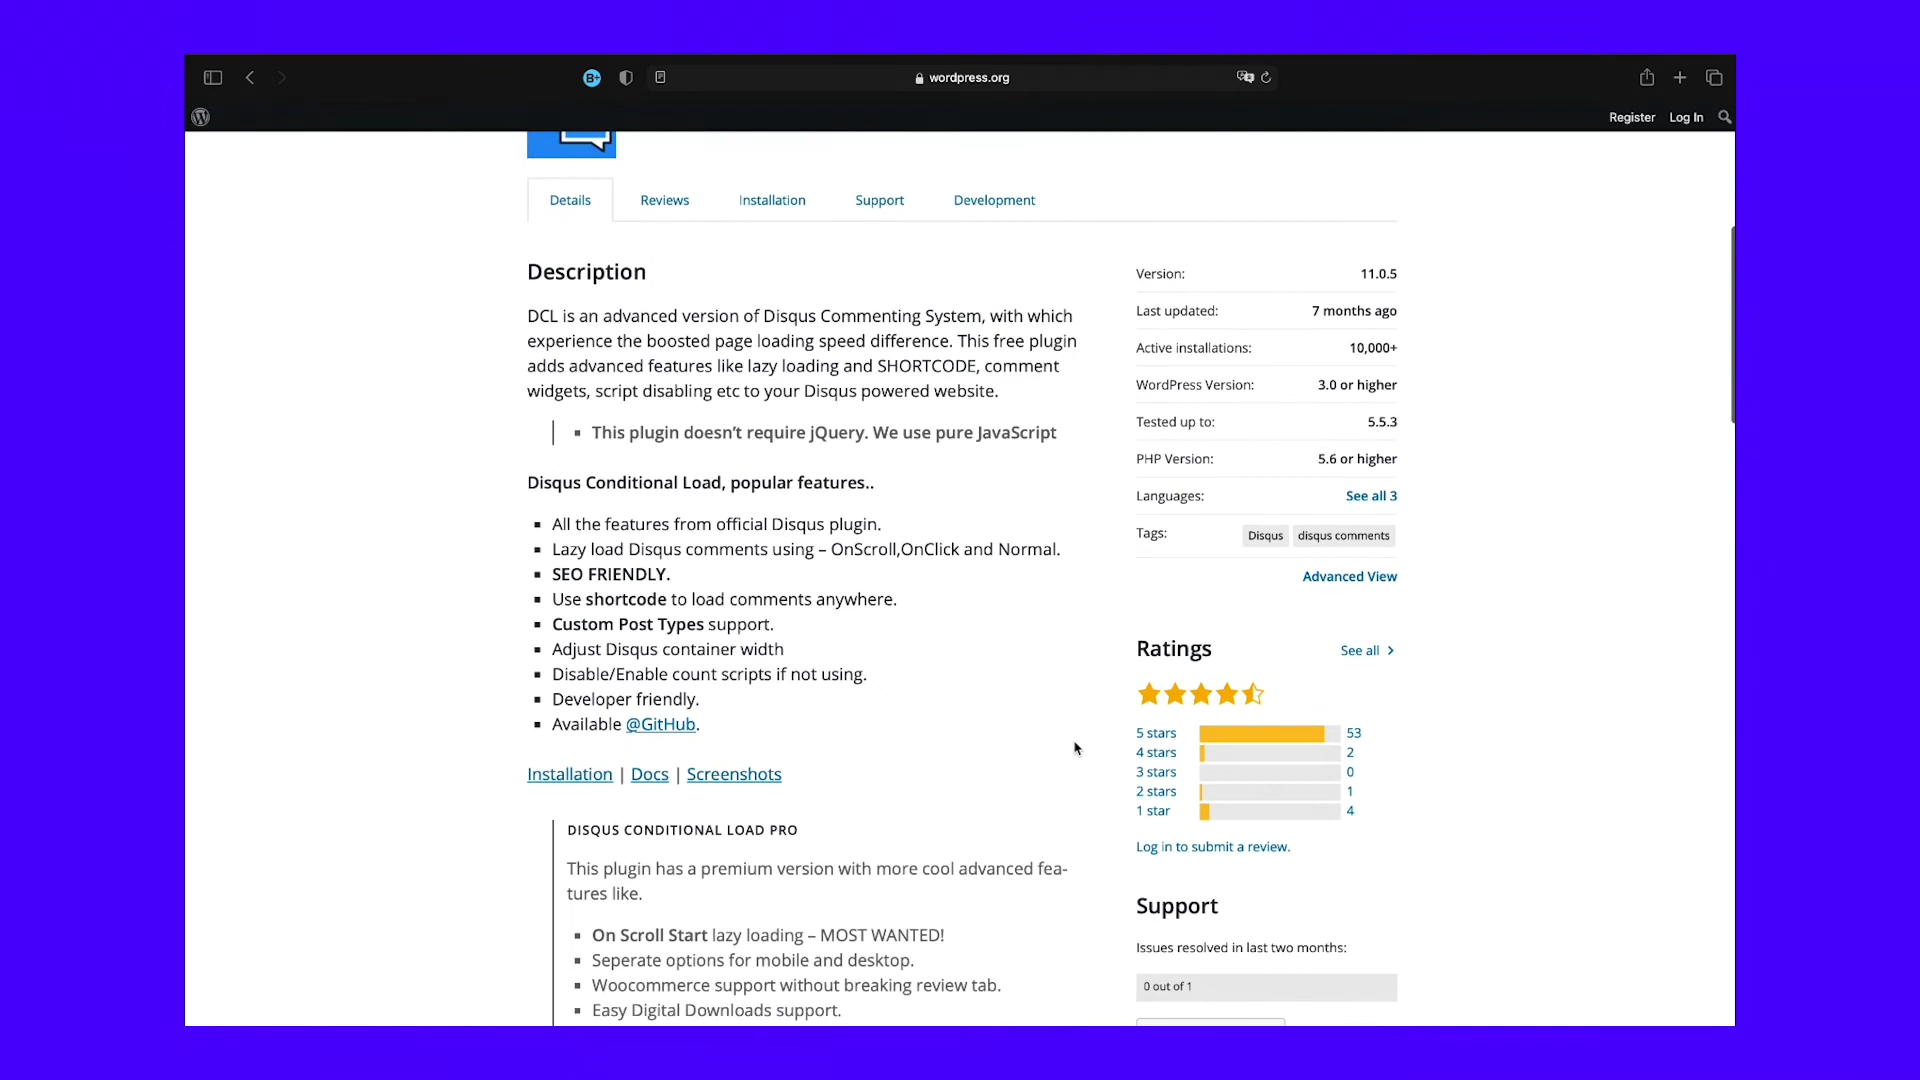 wordpress.org
Register Log In
Details Reviews Installation Support Development
Description
DCL is an advanced version of Disqus Commenting System, with which
experience the boosted page loading speed difference. This free plugin
adds advanced features like lazy loading and SHORTCODE, comment
widgets, script disabling etc to your Disqus powered website.
This plugin doesn’t require jQuery. We use pure JavaScript
Disqus Conditional Load, popular features..
All the features from official Disqus plugin.
Lazy load Disqus comments using – OnScroll,OnClick and Normal.
SEO FRIENDLY.
Use shortcode to load comments anywhere.
Custom Post Types support.
Adjust Disqus container width
Disable/Enable count scripts if not using.
Developer friendly.
Available @GitHub.
Installation | Docs | Screenshots
DISQUS CONDITIONAL LOAD PRO
This plugin has a premium version with more cool advanced fea-
tures like.
On Scroll Start lazy loading – MOST WANTED!
Seperate options for mobile and desktop.
Woocommerce support without breaking review tab.
Easy Digital Downloads support.
Version: 11.0.5
Last updated: 7 months ago
Active installations: 10,000+
WordPress Version: 3.0 or higher
Tested up to: 5.5.3
PHP Version: 5.6 or higher
Languages: See all 3
Tags: Disqus disqus comments
Advanced View
Ratings See all
5 stars 53
4 stars 2
3 stars 0
2 stars 1
1 star 4
Log in to submit a review.
Support
Issues resolved in last two months:
0 out of 1